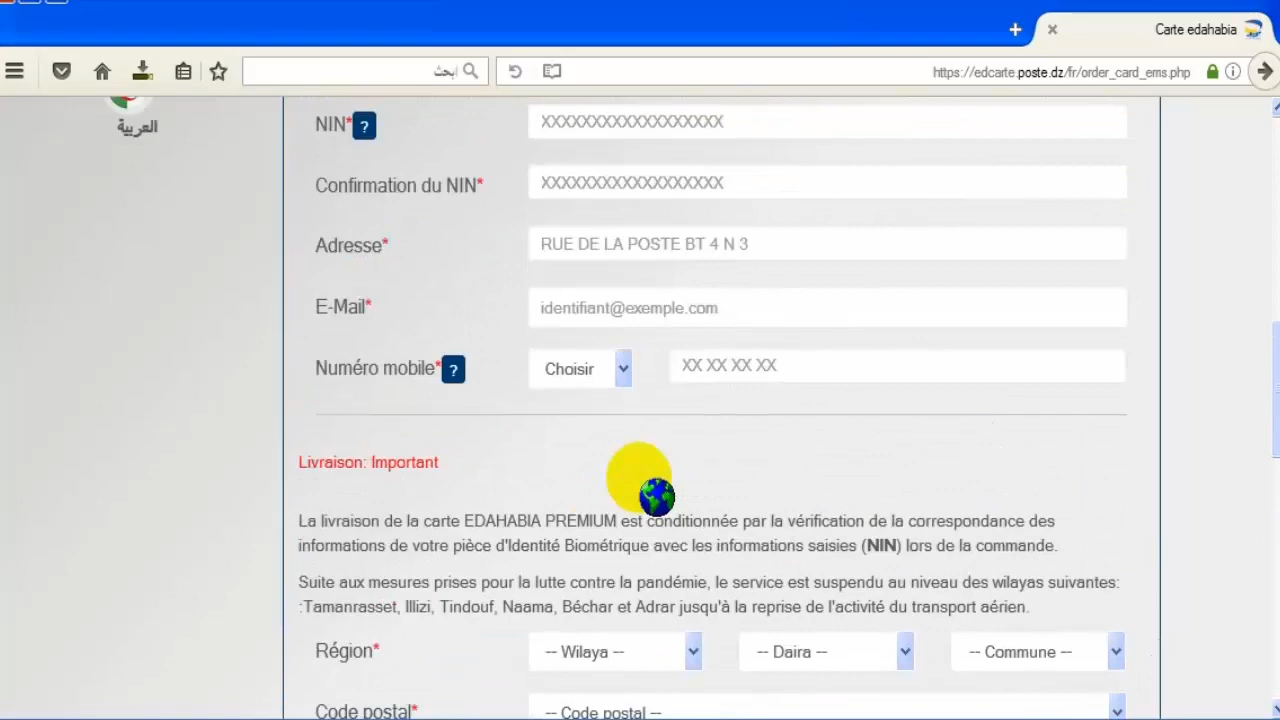 Carte edahabia
ابحث
https://edcarte.poste.dz/fr/order_card_ems.php
العربية
NIN* ?
XXXXXXXXXXXXXXXXXX
Confirmation du NIN*
XXXXXXXXXXXXXXXXXX
Adresse*
RUE DE LA POSTE BT 4 N 3
E-Mail*
identifiant@exemple.com
Numéro mobile* ?
Choisir
XX XX XX XX
Livraison: Important
La livraison de la carte EDAHABIA PREMIUM est conditionnée par la vérification de la correspondance des
informations de votre pièce d'Identité Biométrique avec les informations saisies (NIN) lors de la commande.
Suite aux mesures prises pour la lutte contre la pandémie, le service est suspendu au niveau des wilayas suivantes:
:Tamanrasset, Illizi, Tindouf, Naama, Béchar et Adrar jusqu'à la reprise de l'activité du transport aérien.
Région*
-- Wilaya --
-- Daira --
-- Commune --
Code postal*
-- Code postal --